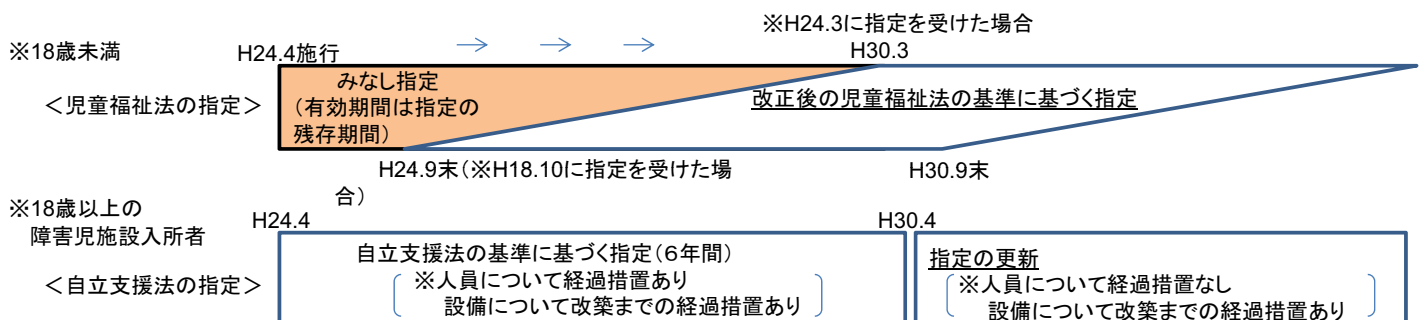 ※H24.3に指定を受けた場合
※18歳未満
H24.4施行
→ → →
H30.3
みなし指定
<児童福祉法の指定>
(有効期間は指定の
残存期間)
改正後の児童福祉法の基準に基づく指定
H24.9末(※H18.10に指定を受けた場
合)
H30.9末
※18歳以上の
障害児施設入所者
H24.4
H30.4
自立支援法の基準に基づく指定(6年間)
<自立支援法の指定>
※人員について経過措置あり
設備について改築までの経過措置あり
指定の更新
※人員について経過措置なし
設備について改築までの経過措置あり